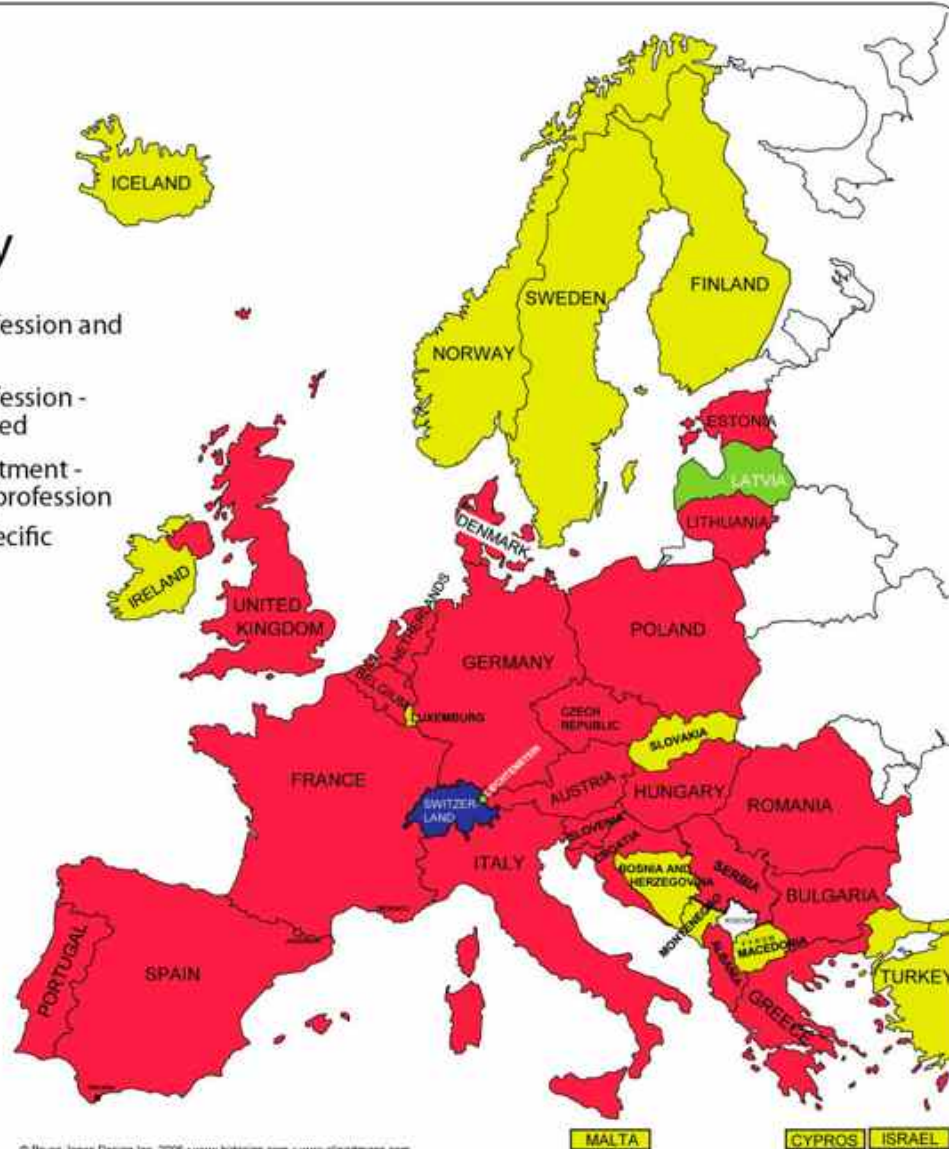 ICELAND
y
ession and
ession -
ed
tment -
profession
ecific
NORWAY
SWEDEN
FINLAND
ESTONIA
LATVIA
LITHUANIA
DENMARK
IRELAND
UNITED
KINGDOM
NETHERLANDS
BELGIUM
LUXEMBURG
GERMANY
POLAND
CZECH
REPUBLIC
SLOVAKIA
LIECHTENSTEIN
FRANCE
SWITZER-
LAND
AUSTRIA
HUNGARY
ROMANIA
SLOVENIA
CROATIA
ITALY
BOSNIA AND
HERZEGOVINA
SERBIA
BULGARIA
MONTENEGRO
KOSOVO
MACEDONIA
ALBANIA
GREECE
TURKEY
PORTUGAL
SPAIN
MALTA
CYPROS
ISRAEL